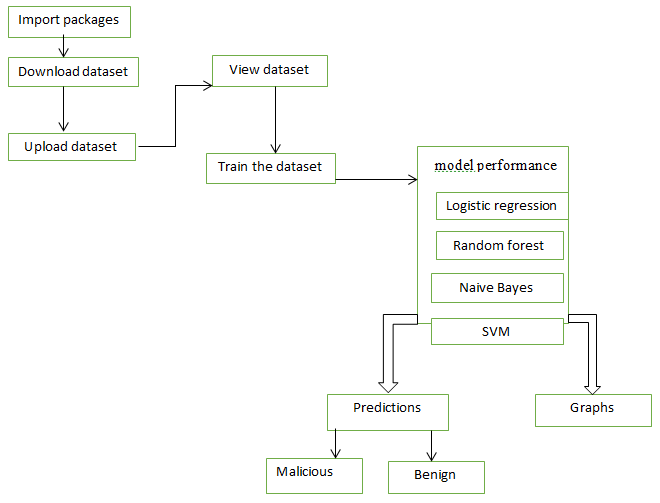 Import packages
Download dataset
Upload dataset
View dataset
Train the dataset
model performance
Logistic regression
Random forest
Naive Bayes
SVM
Predictions
Graphs
Malicious
Benign